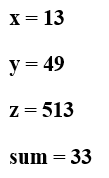 x = 13
y = 49
z = 513
sum = 33